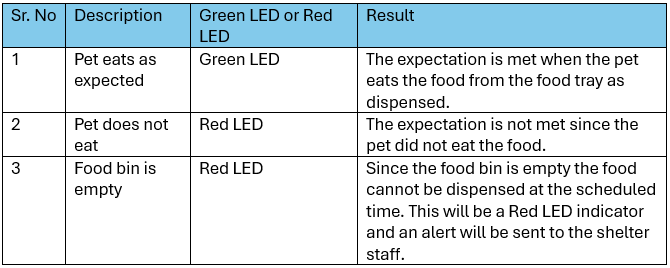 Sr. No Description Green LED or Red Result
LED
1 Pet eats as Green LED The expectation is met when the pet
expected eats the food from the food tray as
dispensed.
2 Pet does not Red LED The expectation is not met since the
eat pet did not eat the food.
3 Food bin is Red LED Since the food bin is empty the food
empty cannot be dispensed at the scheduled
time. This will be a Red LED indicator
and an alert will be sent to the shelter
staff.